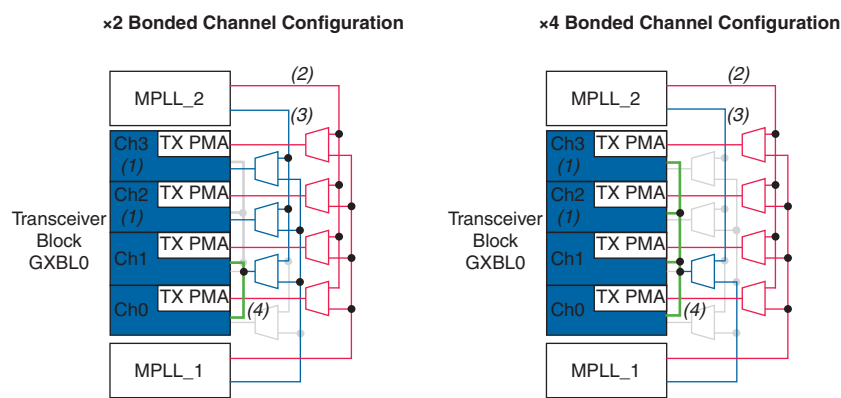 ×2 Bonded Channel Configuration
MPLL_2
(2)
(3)
Ch3
TX PMA
(1)
Ch2
TX PMA
(1)
Transceiver
Block
GXBL0
Ch1
TX PMA
Ch0
TX PMA
(4)
MPLL_1
×4 Bonded Channel Configuration
MPLL_2
(2)
(3)
Ch3
TX PMA
(1)
Ch2
TX PMA
(1)
Transceiver
Block
GXBL0
Ch1
TX PMA
Ch0
TX PMA
(4)
MPLL_1